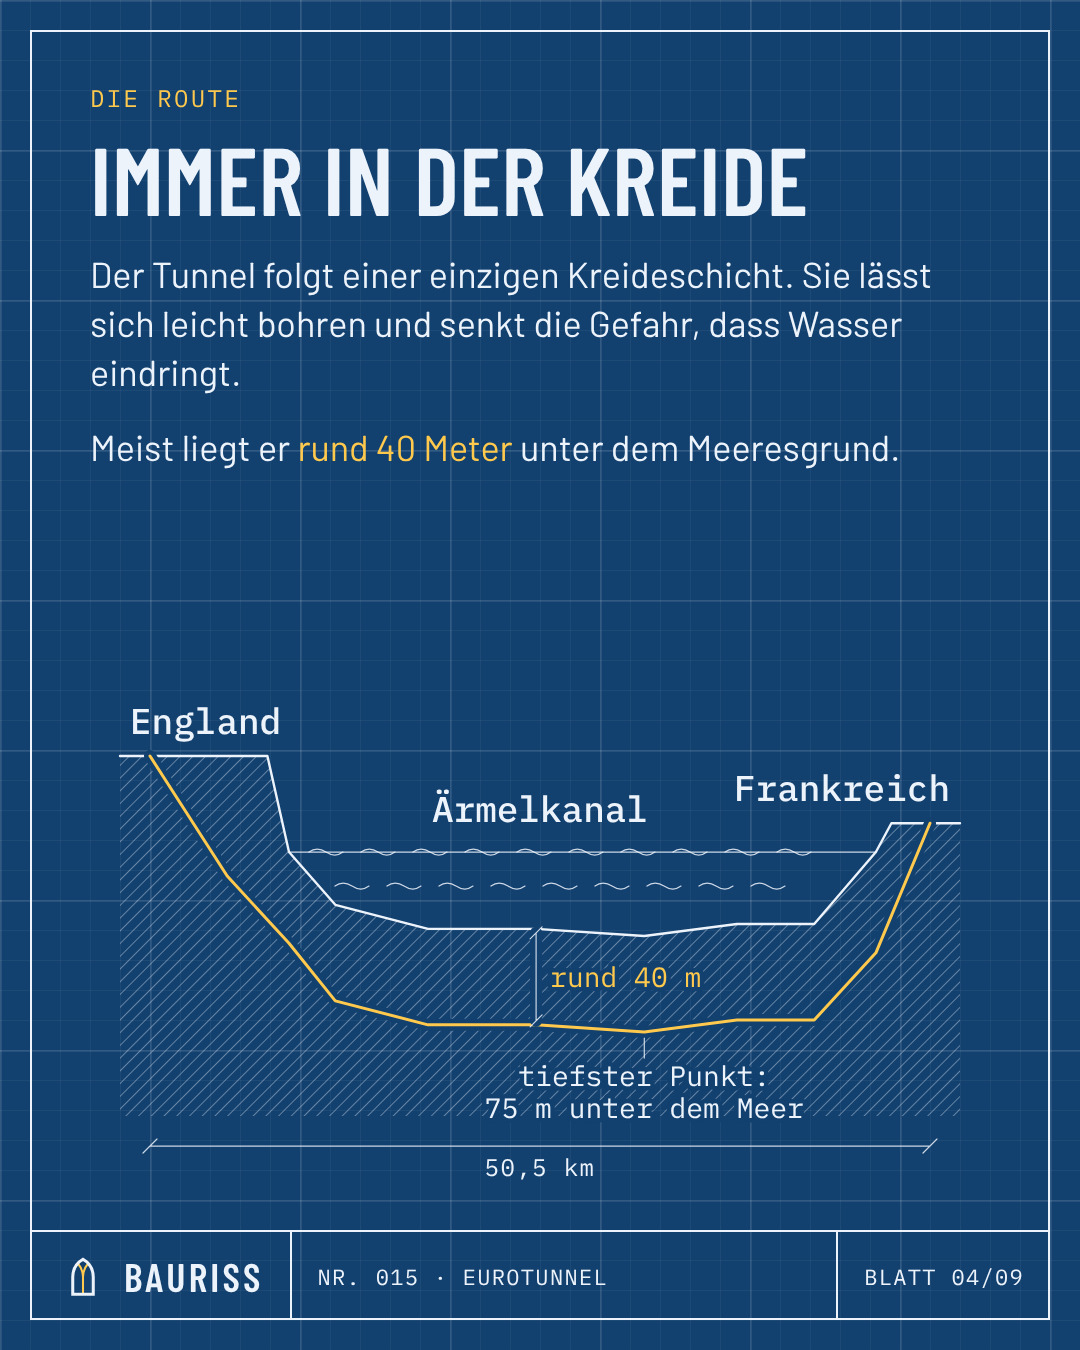 DIE ROUTE
IMMER IN DER KREIDE
Der Tunnel folgt einer einzigen Kreideschicht. Sie lässt
sich leicht bohren und senkt die Gefahr, dass Wasser
eindringt.
Meist liegt er rund 40 Meter unter dem Meeresgrund.
England
Frankreich
Ärmelkanal
rund 40 m
tiefster Punkt:
75 m unter dem Meer
50,5 km
BAURISS
NR. 015 · EUROTUNNEL
BLATT 04/09